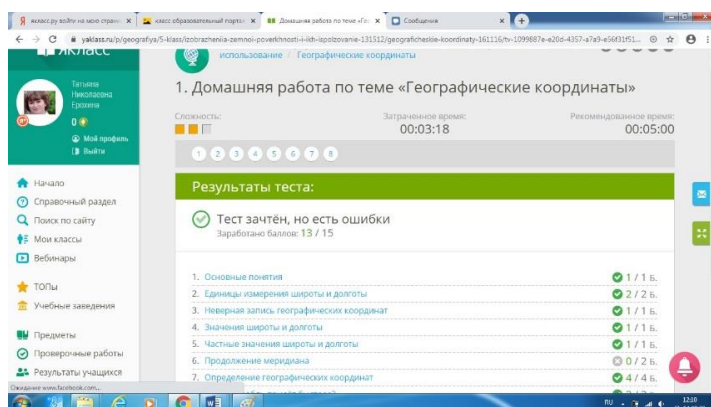 якласс.ру войти на мою страни
класс образовательный портал
Домашняя работа по теме «Гео
Сообщения
yaklass.ru/p/geografiya/5-klass/izobrazheniia-zemnoi-poverkhnosti-i-ikh-ispolzovanie-131512/geograficheskie-koordinaty-161116/tv-1099887e-e20d-4357-a7a9-e56f31f51...
ЯКласс
использование / Географические координаты
Татьяна
Николаевна
Ерохина
0
Мой профиль
Выйти
Начало
Справочный раздел
Поиск по сайту
Мои классы
Вебинары
ТОПы
Учебные заведения
Предметы
Проверочные работы
Результаты учащихся
Ожидание www.facebook.com...
1. Домашняя работа по теме «Географические координаты»
Сложность:
Затраченное время:
00:03:18
Рекомендованное время:
00:05:00
1 2 3 4 5 6 7 8
Результаты теста:
Тест зачтён, но есть ошибки
Заработано баллов: 13 / 15
1. Основные понятия 1 / 1 Б.
2. Единицы измерения широты и долготы 2 / 2 Б.
3. Неверная запись географических координат 1 / 1 Б.
4. Значения широты и долготы 1 / 1 Б.
5. Частные значения широты и долготы 1 / 1 Б.
6. Продолжение меридиана 0 / 2 Б.
7. Определение географических координат 4 / 4 Б.
RU
12:10